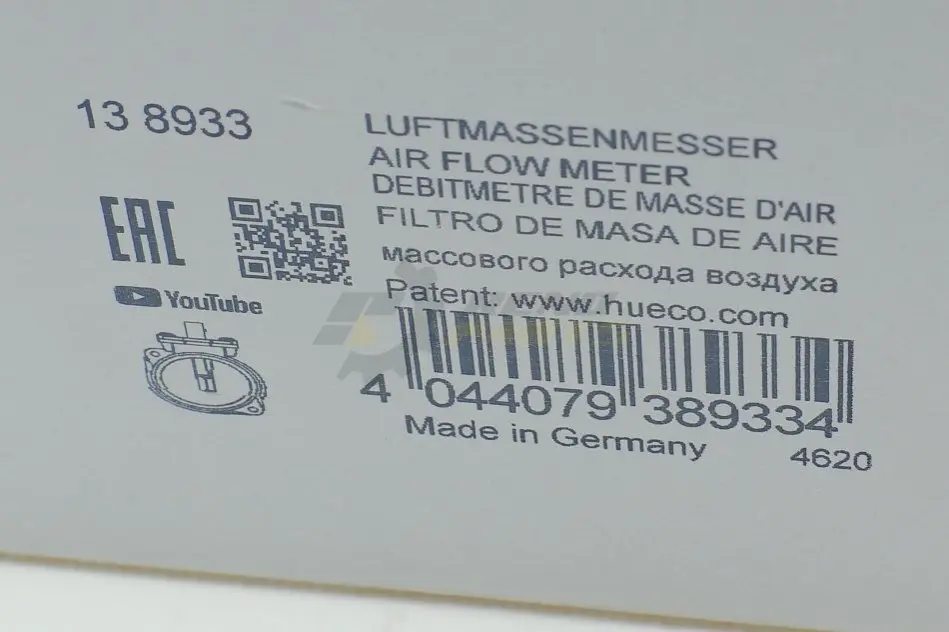 13 8933
LUFTMASSENMESSER
AIR FLOW METER
DEBITMETRE DE MASSE D'AIR
FILTRO DE MASA DE AIRE
массового расхода воздуха
Patent: www.hueco.com
EAC
YouTube
4 044079 389334
Made in Germany
4620